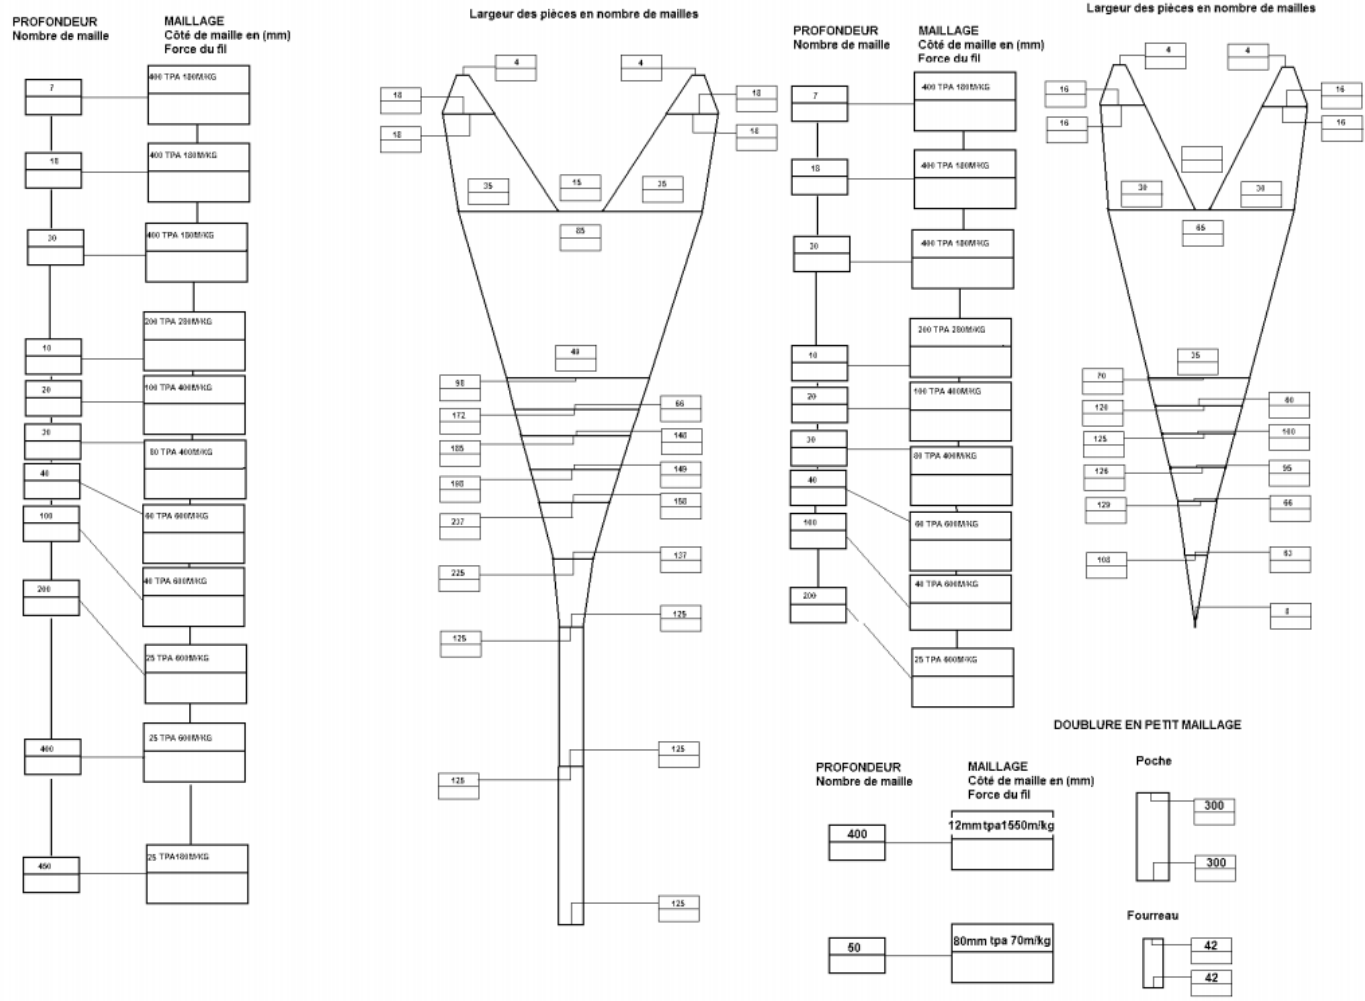 PROFONDEUR
Nombre de maille
MAILLAGE
Côté de maille en (mm)
Force du fil
7
400 TPA 180M/KG
18
400 TPA 180M/KG
30
400 TPA 180M/KG
200 TPA 280M/KG
10
100 TPA 400M/KG
20
80 TPA 400M/KG
40
60 TPA 600M/KG
100
40 TPA 600M/KG
200
25 TPA 600M/KG
400
25 TPA 600M/KG
450
25 TPA180M/KG
Largeur des pièces en nombre de mailles
4
4
18
18
18
18
35
15
35
85
49
98
66
172
148
185
149
198
158
237
137
225
125
125
125
125
125
PROFONDEUR
Nombre de maille
MAILLAGE
Côté de maille en (mm)
Force du fil
7
400 TPA 180M/KG
18
400 TPA 180M/KG
30
400 TPA 180M/KG
200 TPA 280M/KG
10
100 TPA 400M/KG
20
80 TPA 400M/KG
30
60 TPA 600M/KG
40
40 TPA 600M/KG
100
200
25 TPA 600M/KG
Largeur des pièces en nombre de mailles
4
4
16
16
16
16
30
30
65
35
70
120
100
125
95
126
66
129
63
108
8
DOUBLURE EN PETIT MAILLAGE
PROFONDEUR
Nombre de maille
MAILLAGE
Côté de maille en (mm)
Force du fil
400
12mmtpa1550m/kg
50
80mm tpa 70m/kg
Poche
300
300
Fourreau
42
42